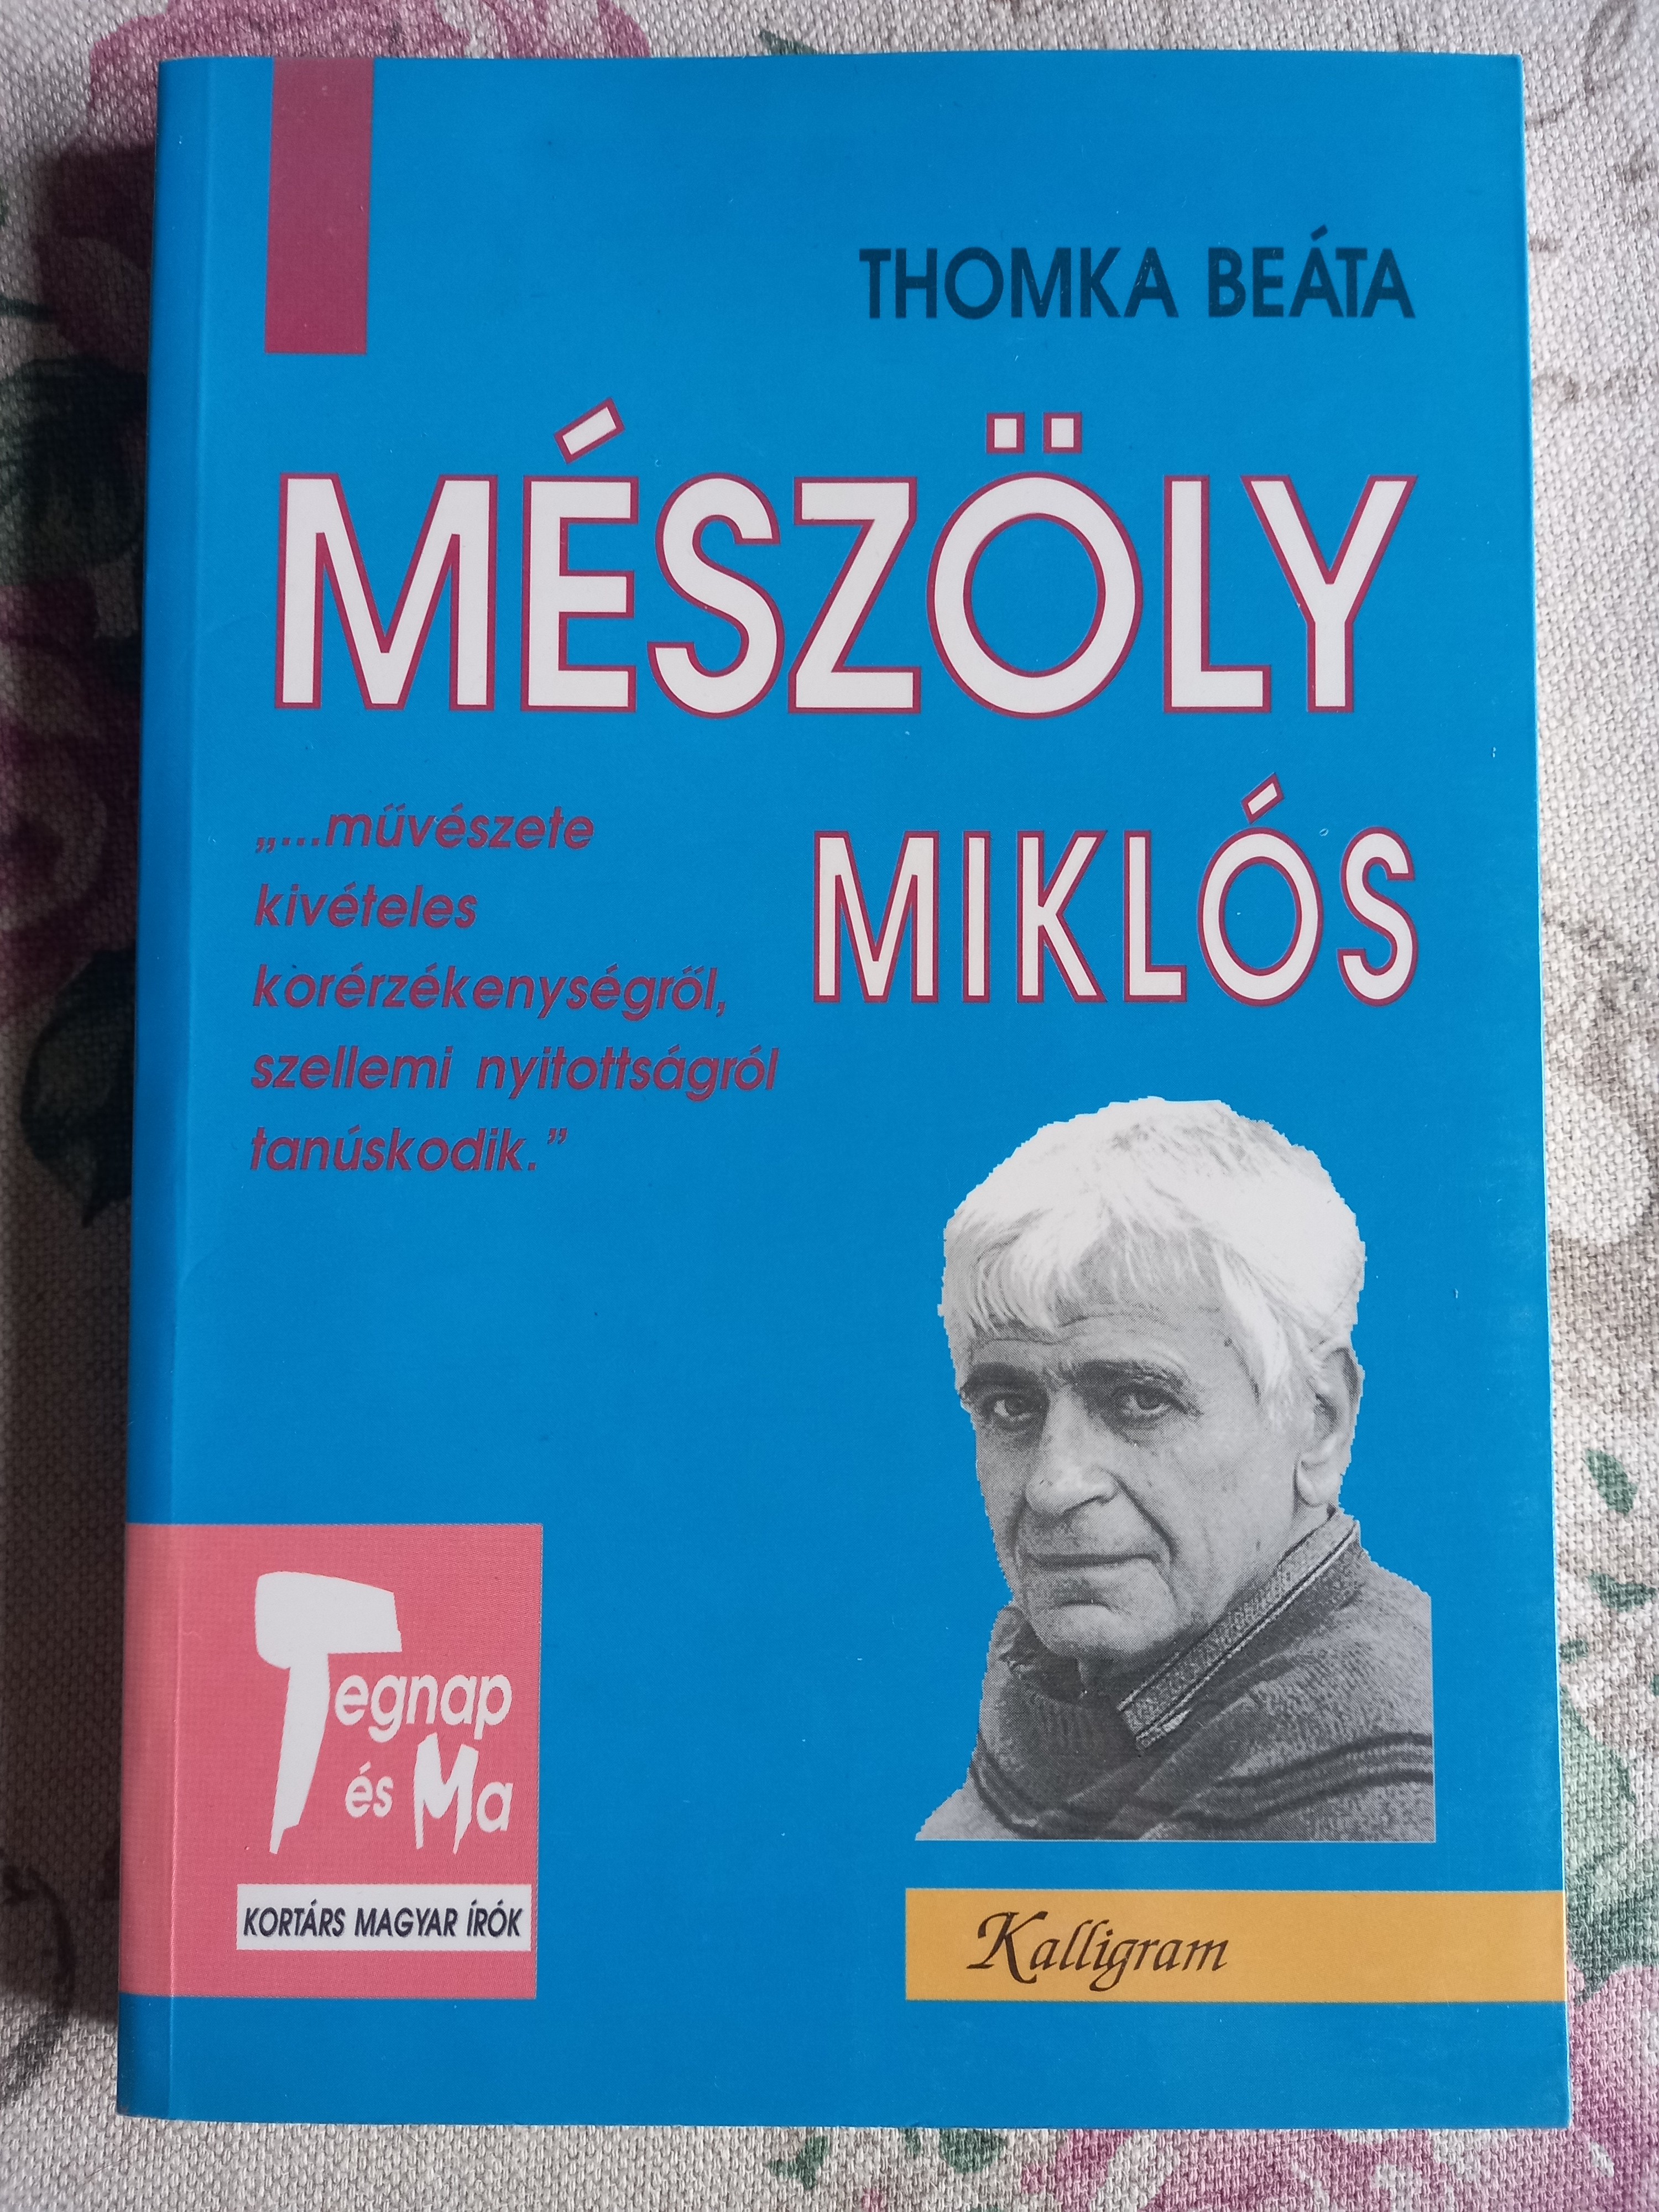 THOMKA BEÁTA
MÉSZÖLY
MIKLÓS
„...művészete
kivételes
korérzékenységről,
szellemi nyitottságról
tanúskodik.”
Tegnap
és Ma
KORTÁRS MAGYAR ÍRÓK
Kalligram